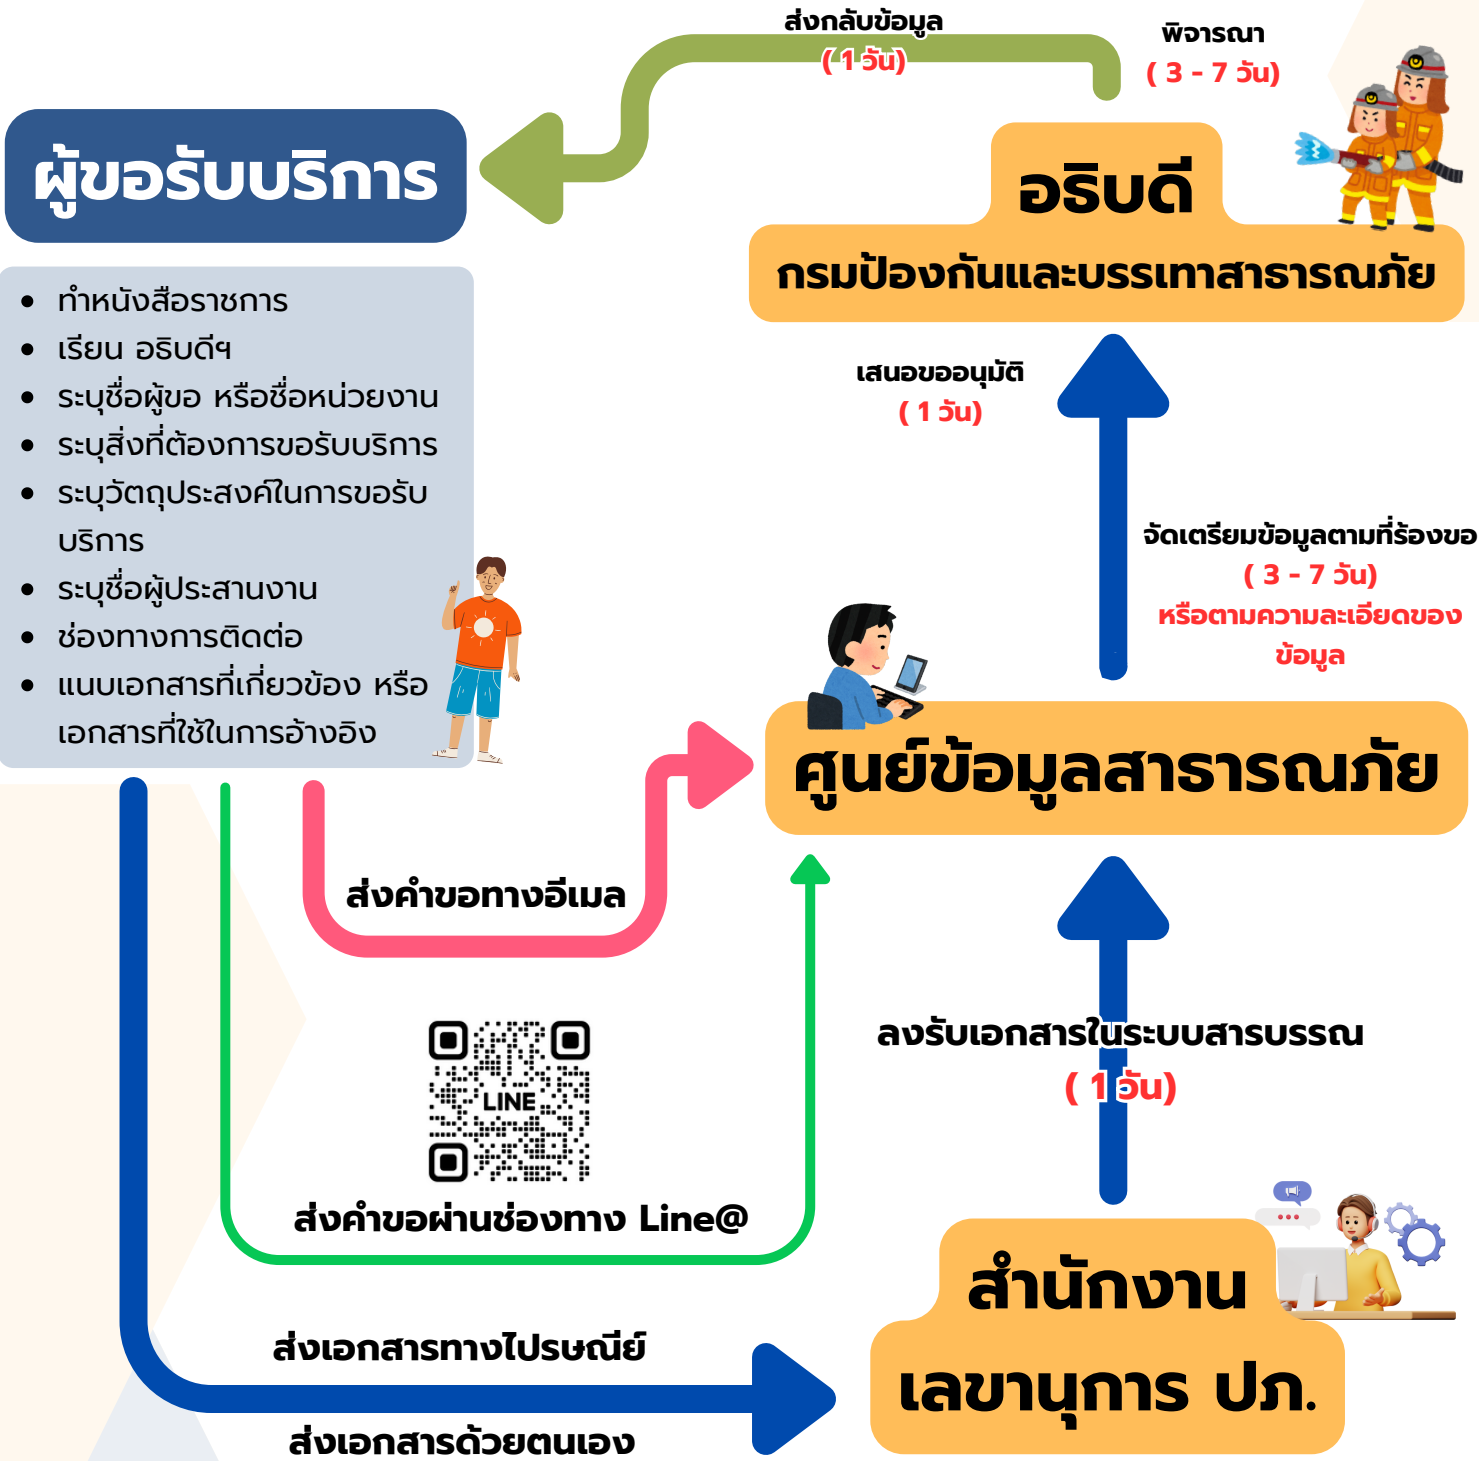 ส่งกลับข้อมูล
( 1 วัน)
พิจารณา
( 3 - 7 วัน)
ผู้ขอรับบริการ
อธิบดี
กรมป้องกันและบรรเทาสาธารณภัย
• ทำหนังสือราชการ
• เรียน อธิบดีฯ
• ระบุชื่อผู้ขอ หรือชื่อหน่วยงาน
• ระบุสิ่งที่ต้องการขอรับบริการ
• ระบุวัตถุประสงค์ในการขอรับ
บริการ
• ระบุชื่อผู้ประสานงาน
• ช่องทางการติดต่อ
• แนบเอกสารที่เกี่ยวข้อง หรือ
เอกสารที่ใช้ในการอ้างอิง
เสนอขออนุมัติ
( 1 วัน)
จัดเตรียมข้อมูลตามที่ร้องขอ
( 3 - 7 วัน)
หรือตามความละเอียดของ
ข้อมูล
ศูนย์ข้อมูลสาธารณภัย
ส่งคำขอทางอีเมล
LINE
ส่งคำขอผ่านช่องทาง Line@
ลงรับเอกสารในระบบสารบรรณ
( 1 วัน)
สำนักงาน
เลขานุการ ปภ.
ส่งเอกสารทางไปรษณีย์
ส่งเอกสารด้วยตนเอง